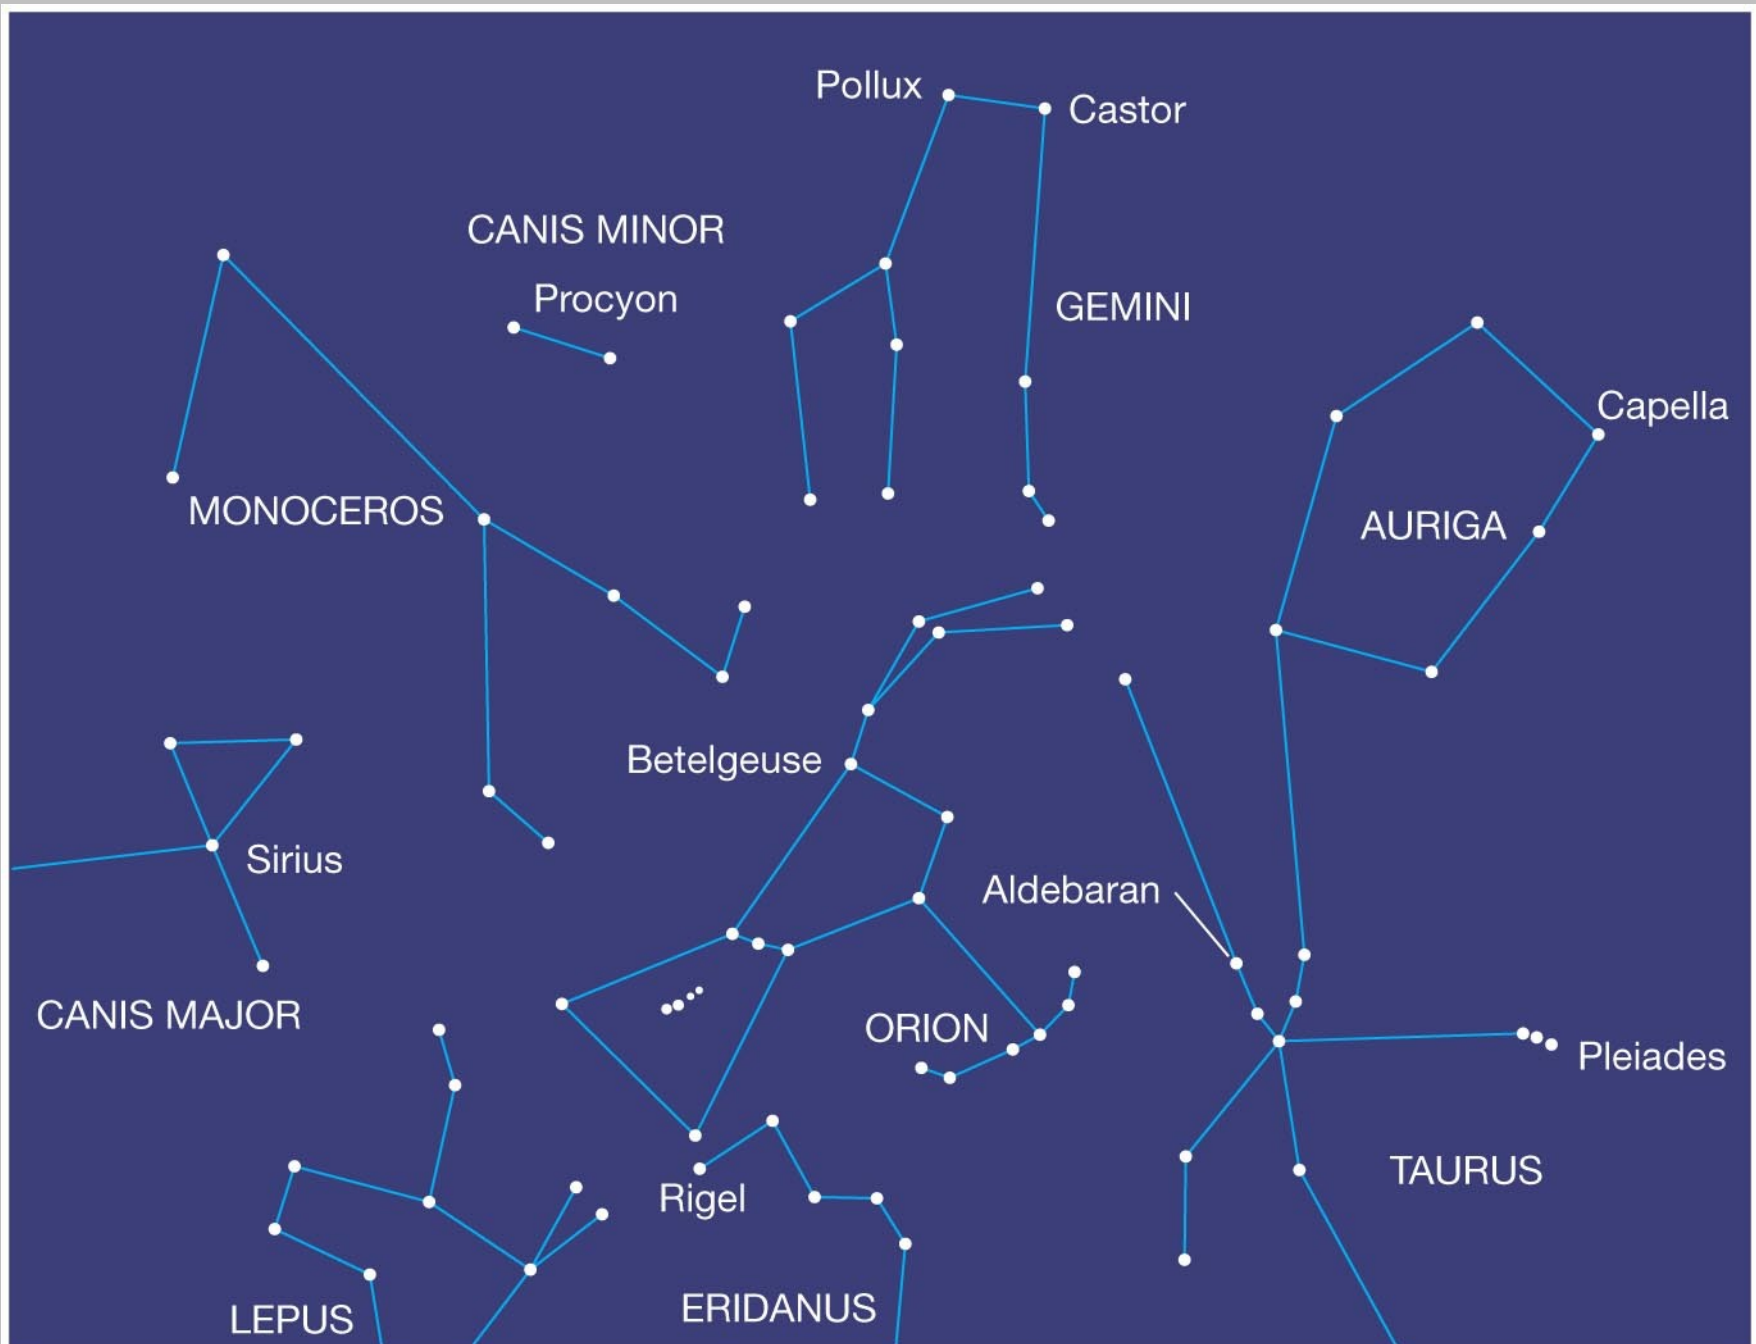 Pollux
Castor
CANIS MINOR
Procyon
GEMINI
Capella
MONOCEROS
AURIGA
Betelgeuse
Sirius
Aldebaran
CANIS MAJOR
ORION
Pleiades
TAURUS
Rigel
ERIDANUS
LEPUS